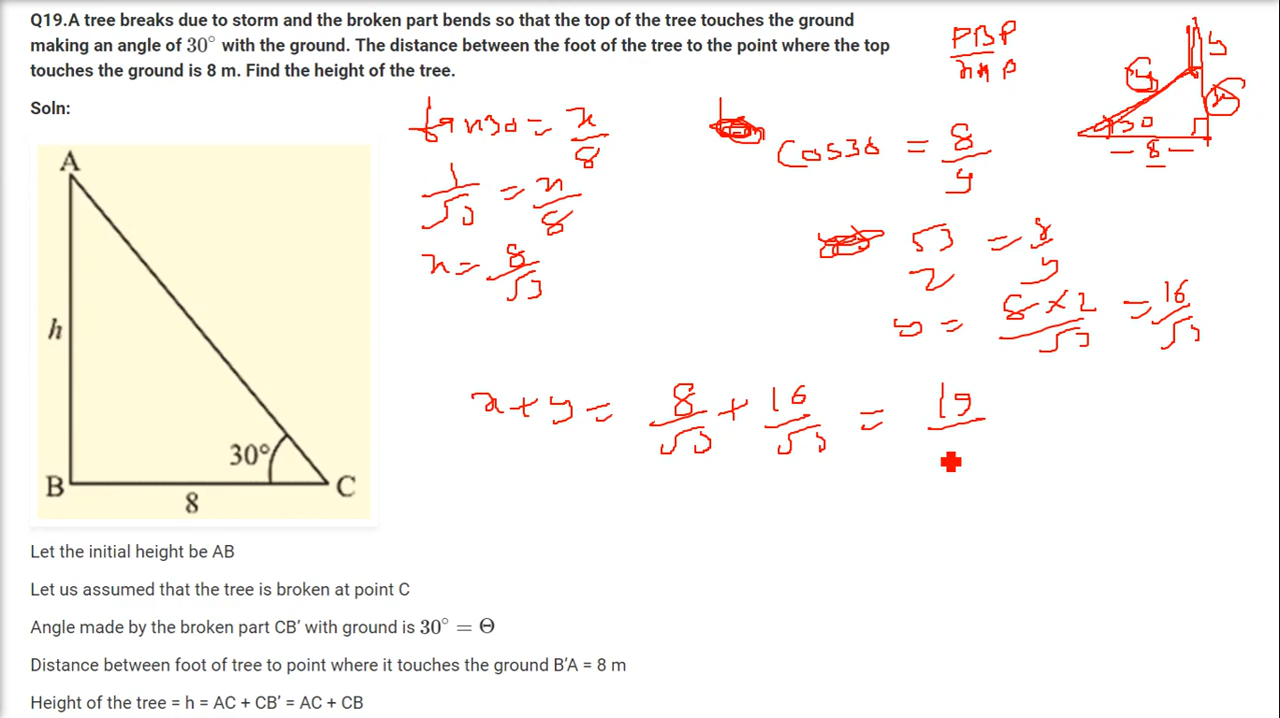 Q19.A tree breaks due to storm and the broken part bends so that the top of the tree touches the ground
making an angle of 30° with the ground. The distance between the foot of the tree to the point where the top
touches the ground is 8 m. Find the height of the tree.
Soln:
PBP
HHB
y
y
x
30
8
tan30 = x/8
1/√3 = x/8
x = 8/√3
Cos30 = 8/y
√3/2 = 8/y
y = 8×2/√3 = 16/√3
x+y = 8/√3 + 16/√3 = 19
A
h
30°
B
C
8
Let the initial height be AB
Let us assumed that the tree is broken at point C
Angle made by the broken part CB′ with ground is 30° = Θ
Distance between foot of tree to point where it touches the ground B′A = 8 m
Height of the tree = h = AC + CB′ = AC + CB